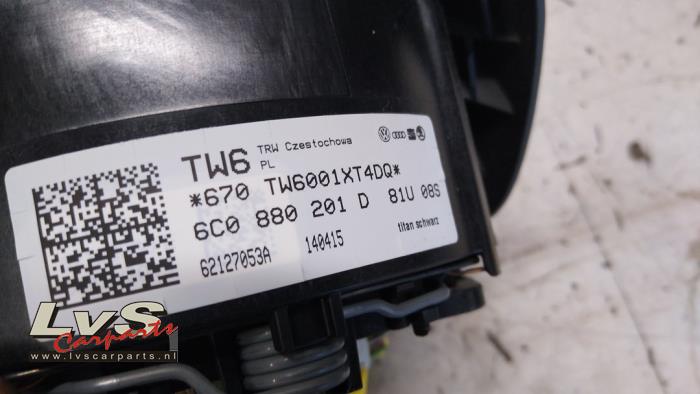 TW6 TRW Czestochowa
PL
*670 TW6001XT4DQ*
6C0 880 201 D 81U 08S
62127053A 140415 titan schwarz
LvS
Carparts
www.lvscarparts.nl